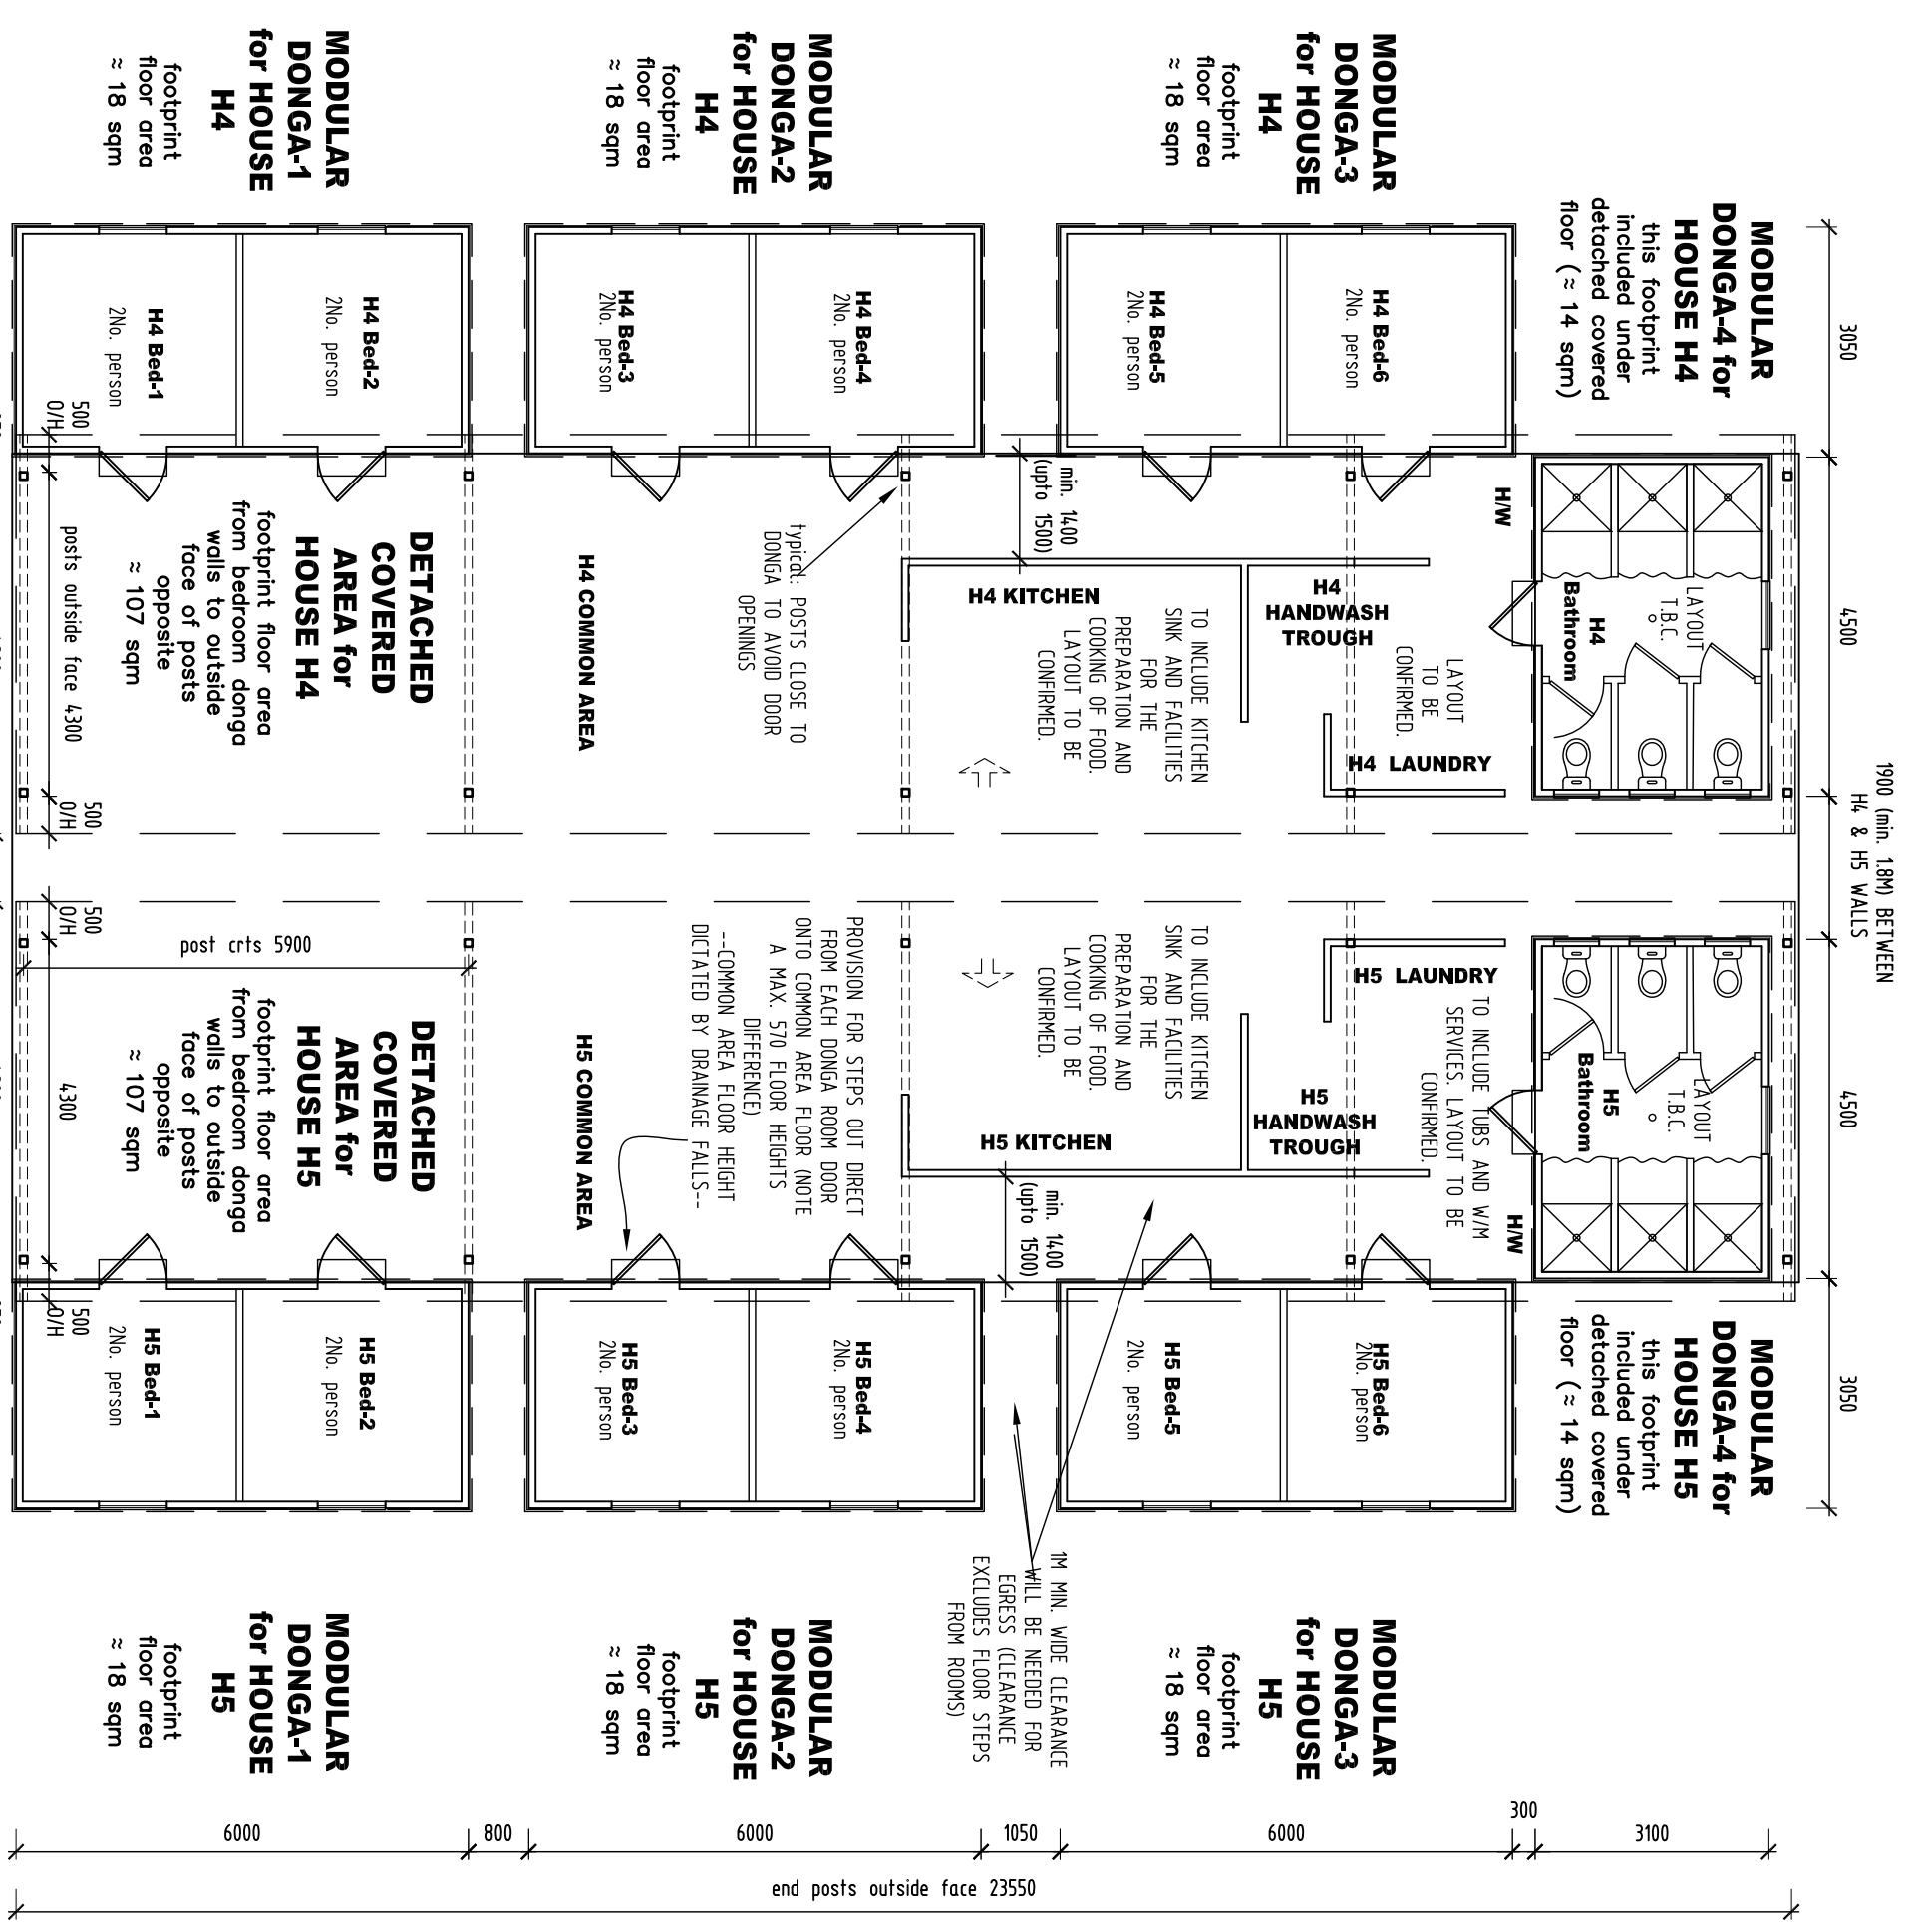 MODULAR
DONGA-1
for HOUSE
H4
footprint
floor area
≈ 18 sqm
MODULAR
DONGA-2
for HOUSE
H4
footprint
floor area
≈ 18 sqm
MODULAR
DONGA-3
for HOUSE
H4
footprint
floor area
≈ 18 sqm
MODULAR
DONGA-4 for
HOUSE H4
this footprint
included under
detached covered
floor (≈ 14 sqm)
3050
4500
1900 (min. 1.8M) BETWEEN
H4 & H5 WALLS
4500
3050
H4 Bed-1
2No. person
H4 Bed-2
2No. person
H4 Bed-3
2No. person
H4 Bed-4
2No. person
H4 Bed-5
2No. person
H4 Bed-6
2No. person
500
O/H
posts outside face 4300
500
O/H
DETACHED
COVERED
AREA for
HOUSE H4
footprint floor area
from bedroom donga
walls to outside
face of posts
opposite
≈ 107 sqm
H4 COMMON AREA
typical: POSTS CLOSE TO
DONGA TO AVOID DOOR
OPENINGS
min. 1400
(upto 1500)
H4 KITCHEN
TO INCLUDE KITCHEN
SINK AND FACILITIES
FOR THE
PREPARATION AND
COOKING OF FOOD.
LAYOUT TO BE
CONFIRMED.
H4
HANDWASH
TROUGH
LAYOUT
TO BE
CONFIRMED.
H4 LAUNDRY
H/W
H4
Bathroom
LAYOUT
T.B.C.
500
O/H
post crts 5900
4300
500
O/H
DETACHED
COVERED
AREA for
HOUSE H5
footprint floor area
from bedroom donga
walls to outside
face of posts
opposite
≈ 107 sqm
H5 COMMON AREA
PROVISION FOR STEPS OUT DIRECT
FROM EACH DONGA ROOM DOOR
ONTO COMMON AREA FLOOR (NOTE
A MAX. 570 FLOOR HEIGHTS
DIFFERENCE)
--COMMON AREA FLOOR HEIGHT
DICTATED BY DRAINAGE FALLS--
TO INCLUDE KITCHEN
SINK AND FACILITIES
FOR THE
PREPARATION AND
COOKING OF FOOD.
LAYOUT TO BE
CONFIRMED.
H5 KITCHEN
min. 1400
(upto 1500)
H5
HANDWASH
TROUGH
H5 LAUNDRY
TO INCLUDE TUBS AND W/M
SERVICES. LAYOUT TO BE
CONFIRMED.
H/W
H5
Bathroom
LAYOUT
T.B.C.
H5 Bed-1
2No. person
H5 Bed-2
2No. person
H5 Bed-3
2No. person
H5 Bed-4
2No. person
H5 Bed-5
2No. person
H5 Bed-6
2No. person
MODULAR
DONGA-4 for
HOUSE H5
this footprint
included under
detached covered
floor (≈ 14 sqm)
1M MIN. WIDE CLEARANCE
WILL BE NEEDED FOR
EGRESS (CLEARANCE
EXCLUDES FLOOR STEPS
FROM ROOMS)
MODULAR
DONGA-1
for HOUSE
H5
footprint
floor area
≈ 18 sqm
MODULAR
DONGA-2
for HOUSE
H5
footprint
floor area
≈ 18 sqm
MODULAR
DONGA-3
for HOUSE
H5
footprint
floor area
≈ 18 sqm
6000
800
6000
1050
6000
300
3100
end posts outside face 23550